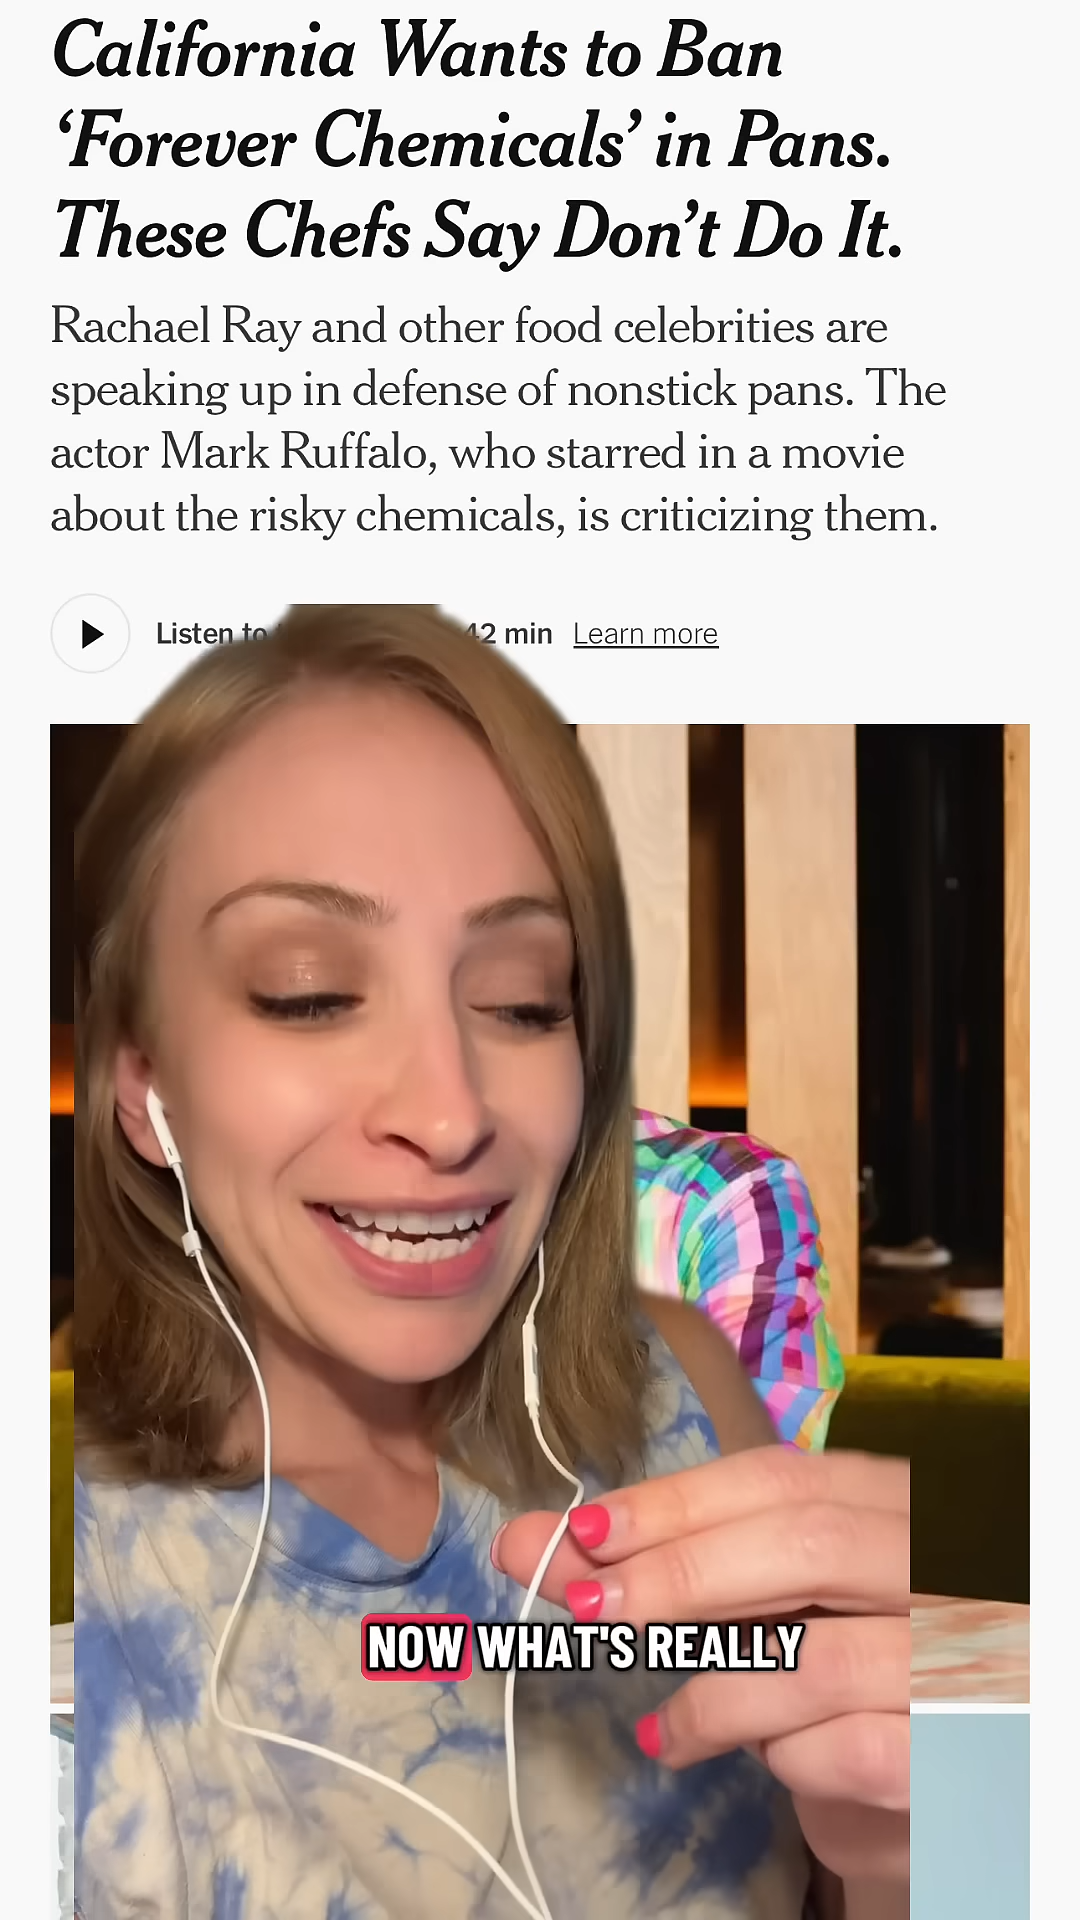 California Wants to Ban
‘Forever Chemicals’ in Pans.
These Chefs Say Don’t Do It.
Rachael Ray and other food celebrities are
speaking up in defense of nonstick pans. The
actor Mark Ruffalo, who starred in a movie
about the risky chemicals, is criticizing them.
Listen to 42 min Learn more
NOW WHAT'S REALLY